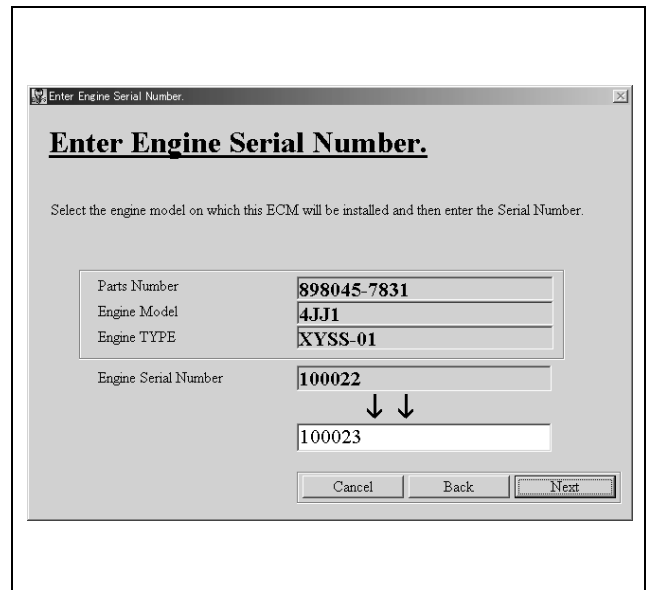 Enter Engine Serial Number.
Enter Engine Serial Number.
Select the engine model on which this ECM will be installed and then enter the Serial Number.
Parts Number 898045-7831
Engine Model 4JJ1
Engine TYPE XYSS-01
Engine Serial Number 100022
↓ ↓
100023
Cancel Back Next